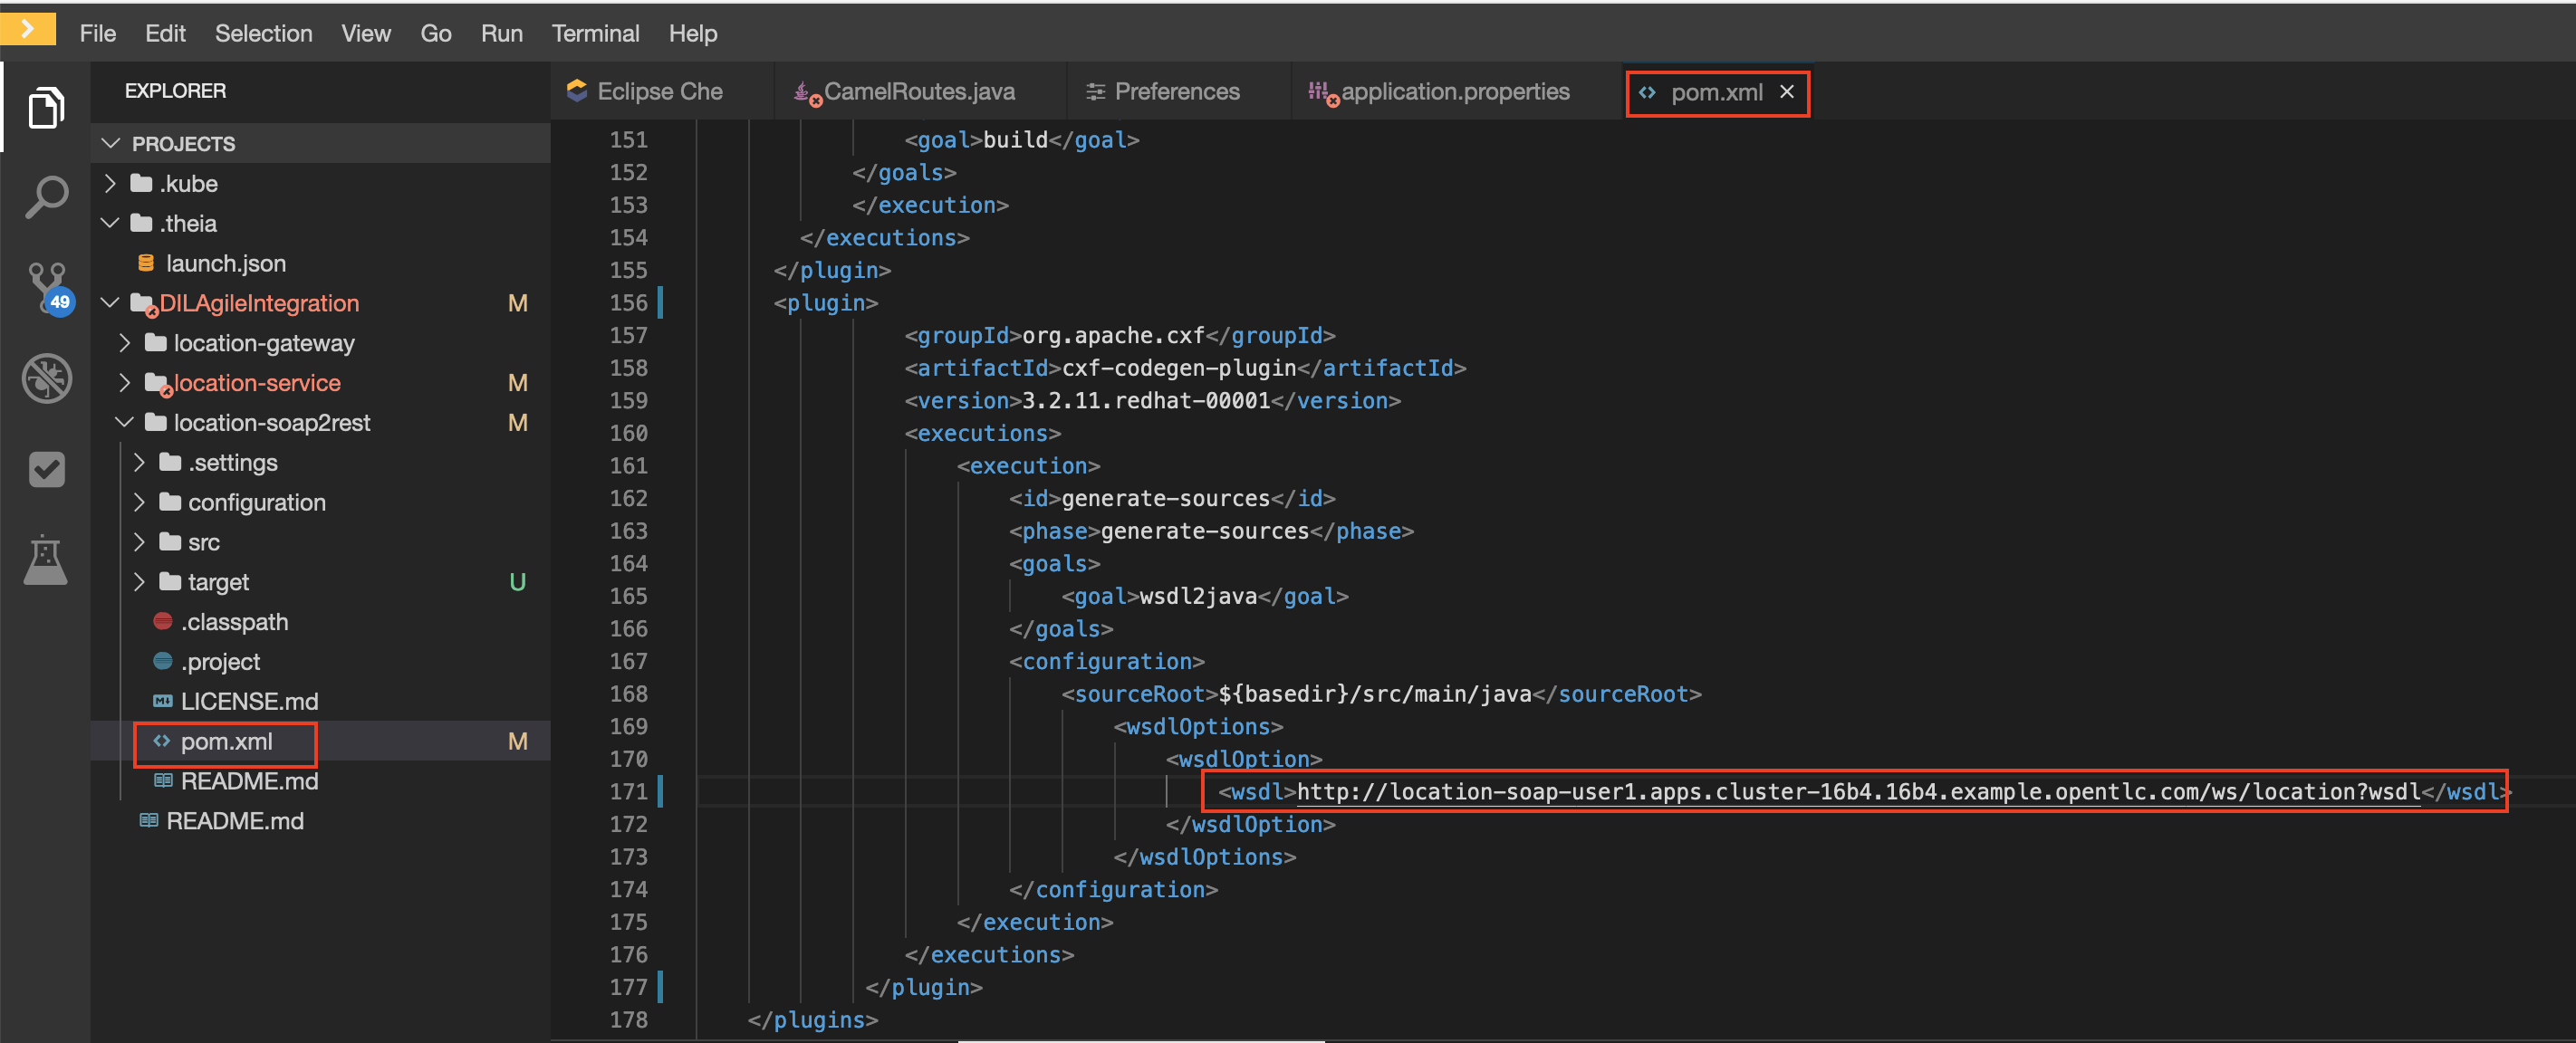 File Edit Selection View Go Run Terminal Help
EXPLORER
PROJECTS
.kube
.theia
launch.json
DILAgileIntegration M
location-gateway
location-service M
location-soap2rest M
.settings
configuration
src
target U
.classpath
.project
LICENSE.md
pom.xml M
README.md
README.md
49
Eclipse Che CamelRoutes.java Preferences application.properties pom.xml
151 <goal>build</goal>
152 </goals>
153 </execution>
154 </executions>
155 </plugin>
156 <plugin>
157 <groupId>org.apache.cxf</groupId>
158 <artifactId>cxf-codegen-plugin</artifactId>
159 <version>3.2.11.redhat-00001</version>
160 <executions>
161 <execution>
162 <id>generate-sources</id>
163 <phase>generate-sources</phase>
164 <goals>
165 <goal>wsdl2java</goal>
166 </goals>
167 <configuration>
168 <sourceRoot>${basedir}/src/main/java</sourceRoot>
169 <wsdlOptions>
170 <wsdlOption>
171 <wsdl>http://location-soap-user1.apps.cluster-16b4.16b4.example.opentlc.com/ws/location?wsdl</wsdl>
172 </wsdlOption>
173 </wsdlOptions>
174 </configuration>
175 </execution>
176 </executions>
177 </plugin>
178 </plugins>